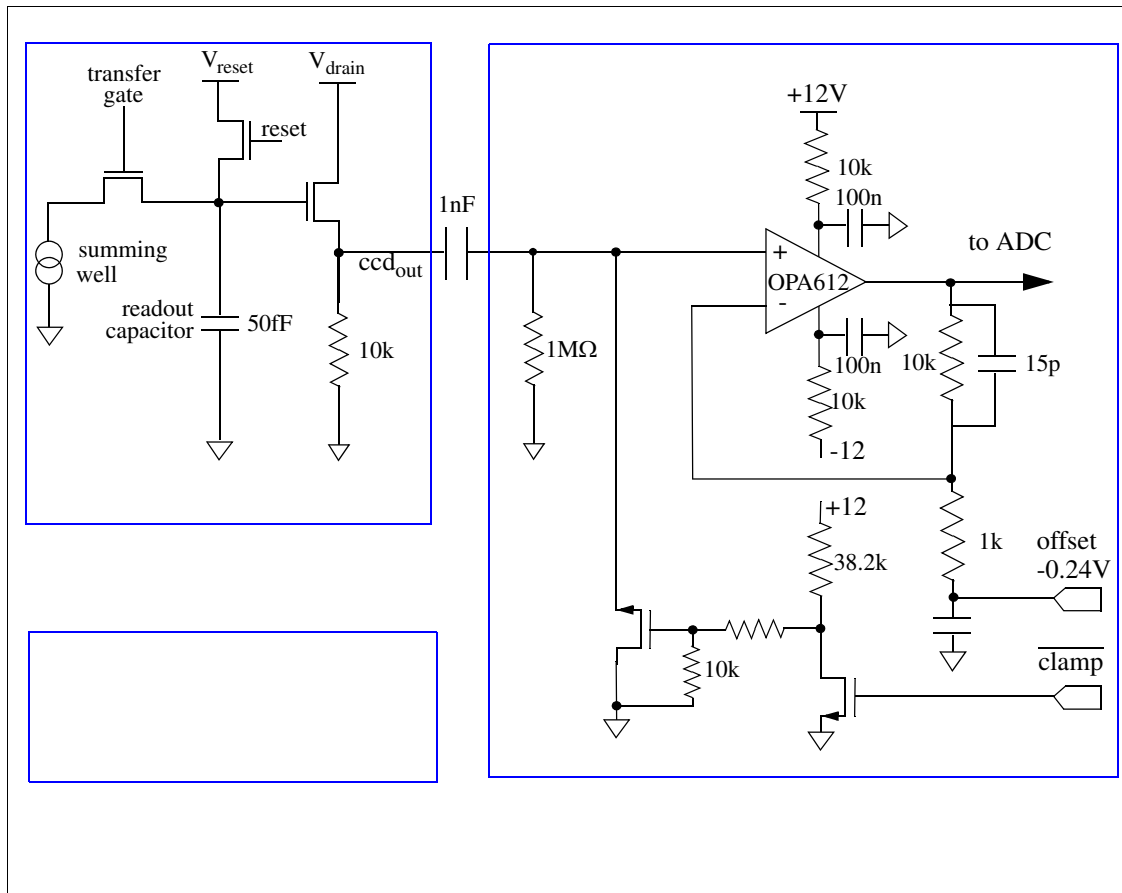 transfer
gate
V_reset
V_drain
reset
summing
well
readout
capacitor
50fF
ccd_out
10k
1nF
1MΩ
+12V
10k
100n
+
OPA612
-
to ADC
100n
10k
-12
10k
15p
+12
38.2k
1k
offset
-0.24V
10k
clamp